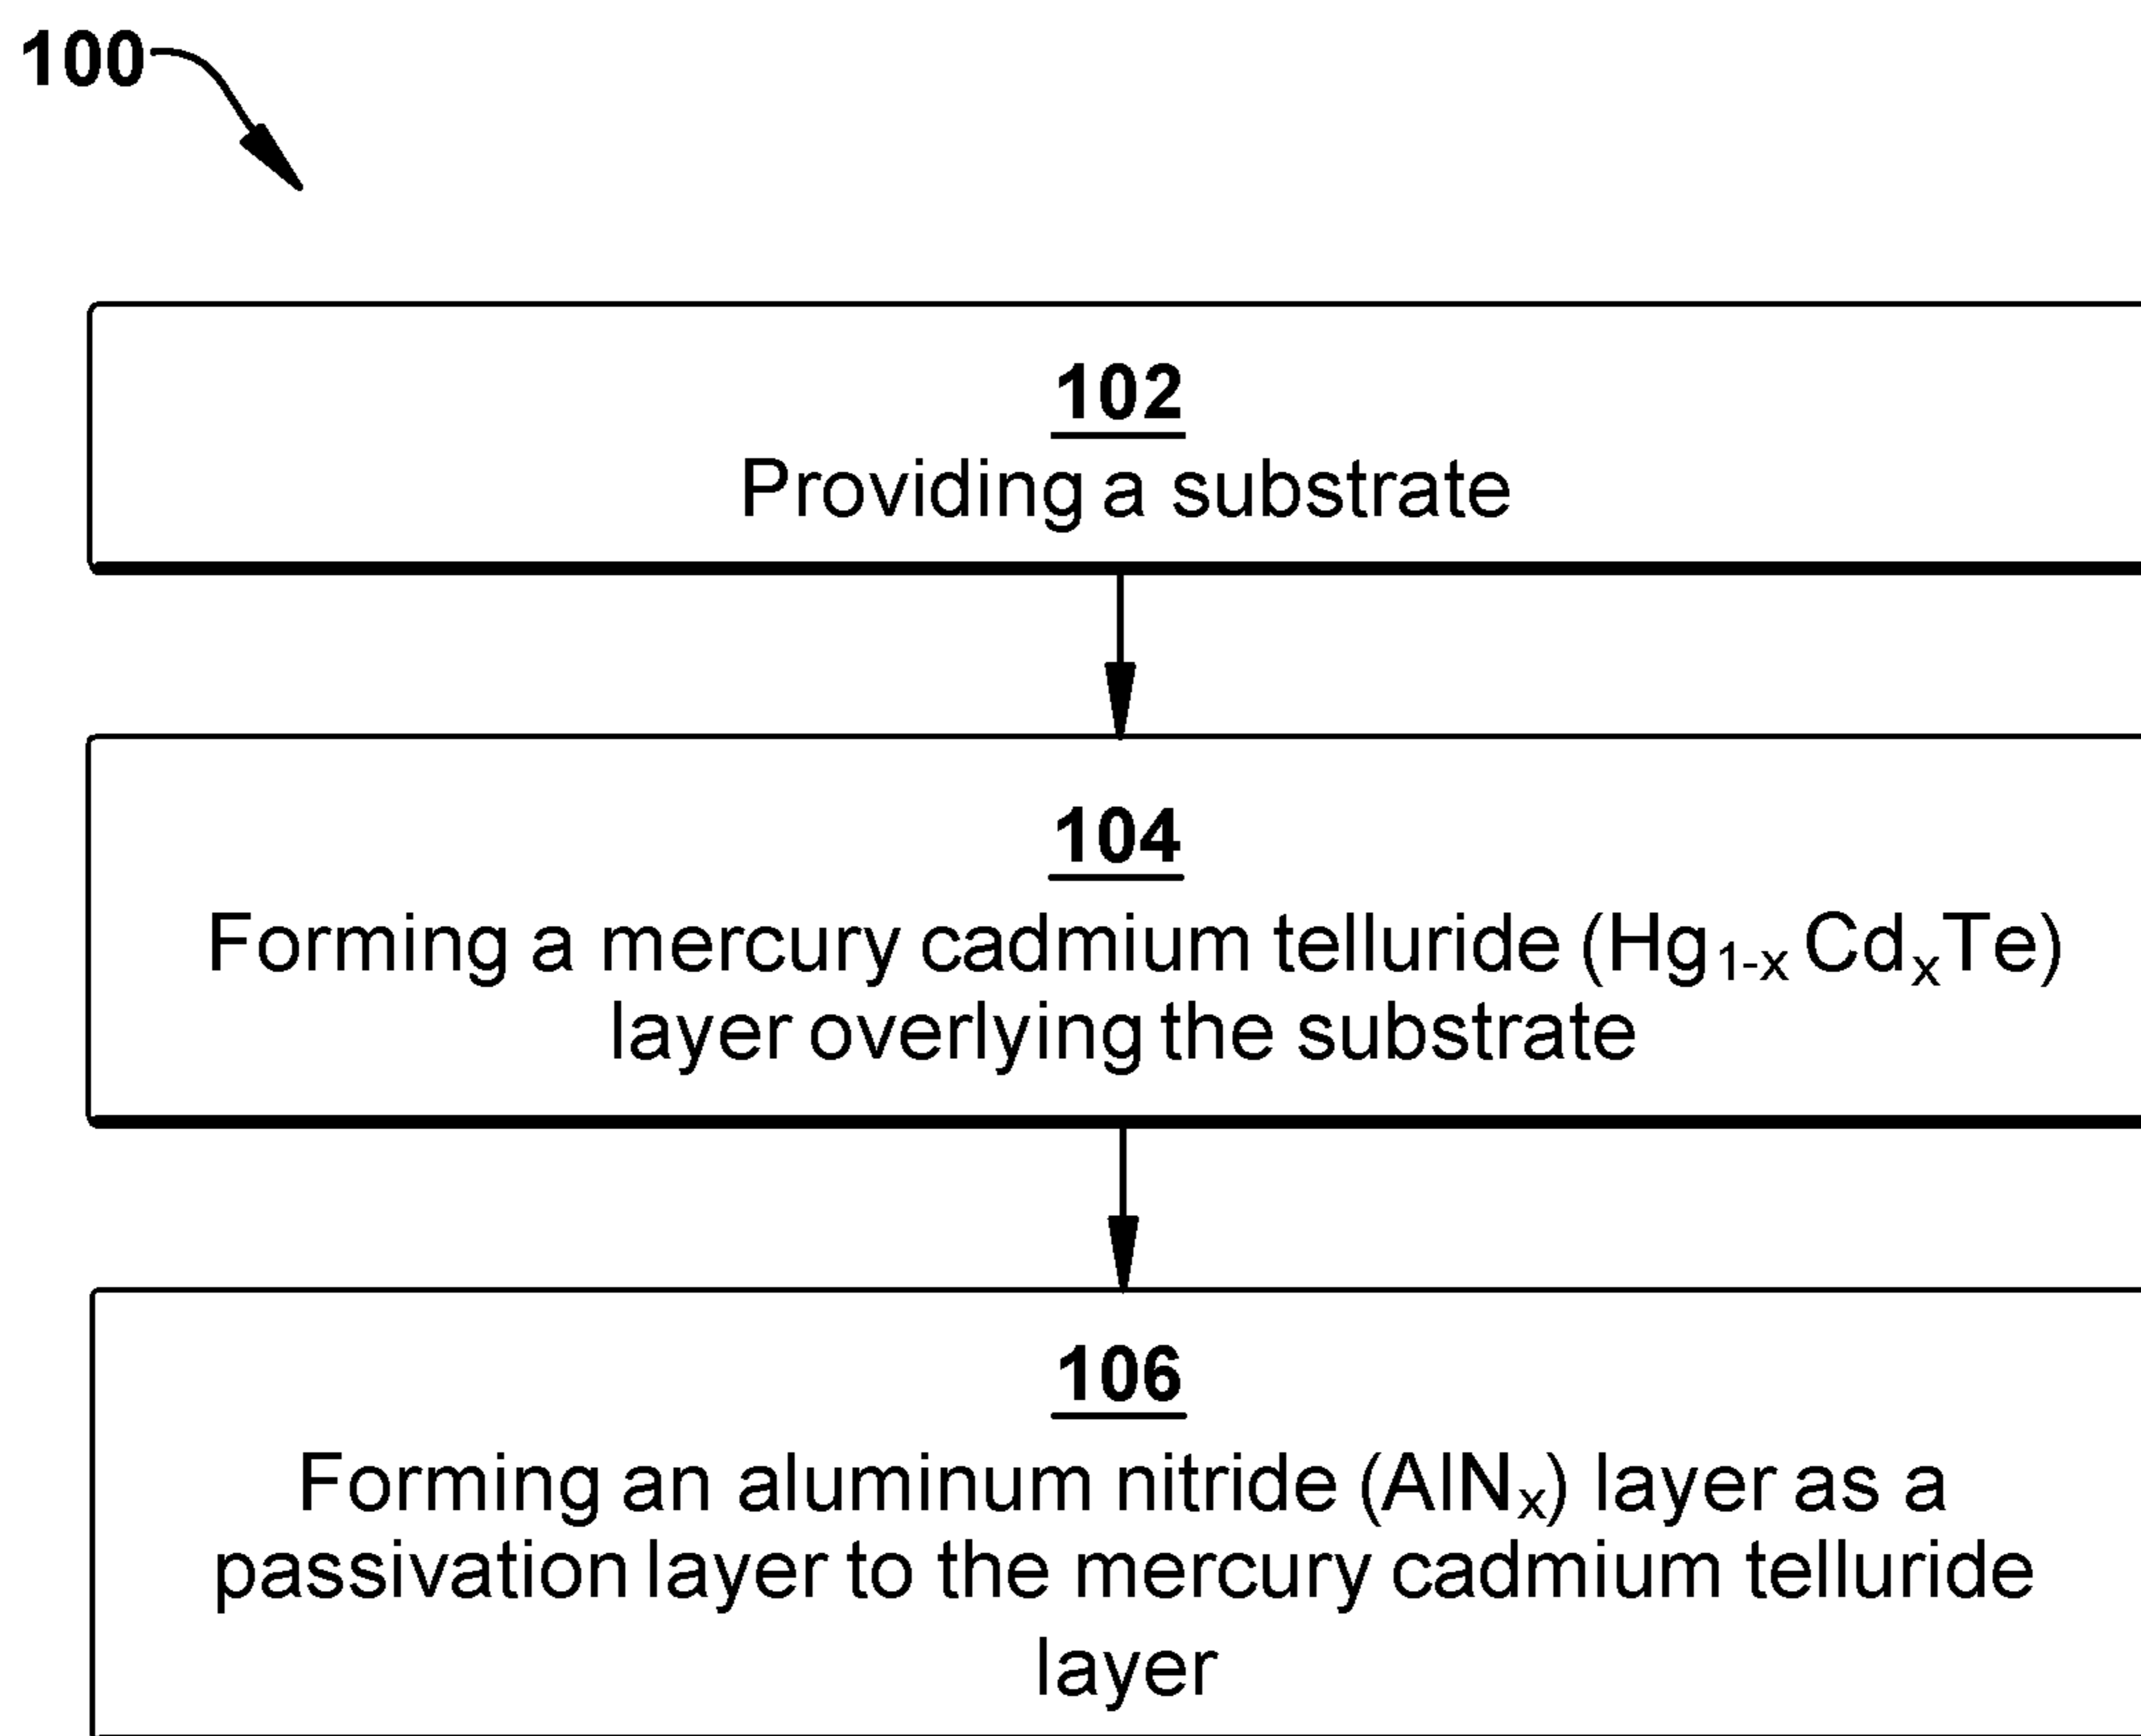 100
102
Providing a substrate
104
Forming a mercury cadmium telluride (Hg₁₋ₓ CdₓTe)
layer overlying the substrate
106
Forming an aluminum nitride (AlNₓ) layer as a
passivation layer to the mercury cadmium telluride
layer